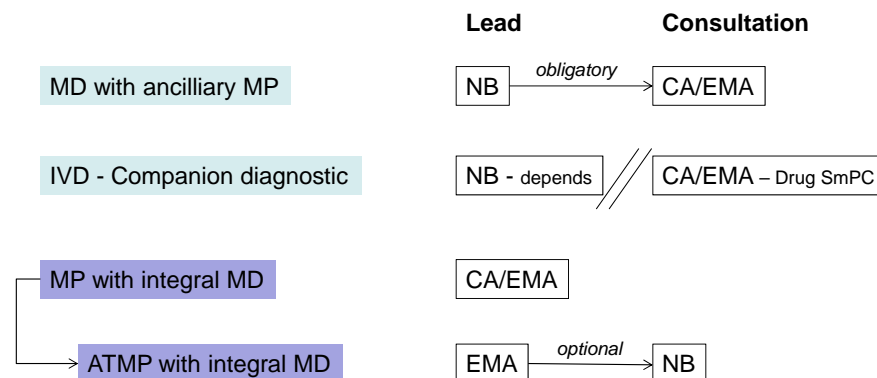 Lead Consultation
MD with ancilliary MP NB obligatory CA/EMA
IVD - Companion diagnostic NB - depends CA/EMA – Drug SmPC
MP with integral MD CA/EMA
ATMP with integral MD EMA optional NB